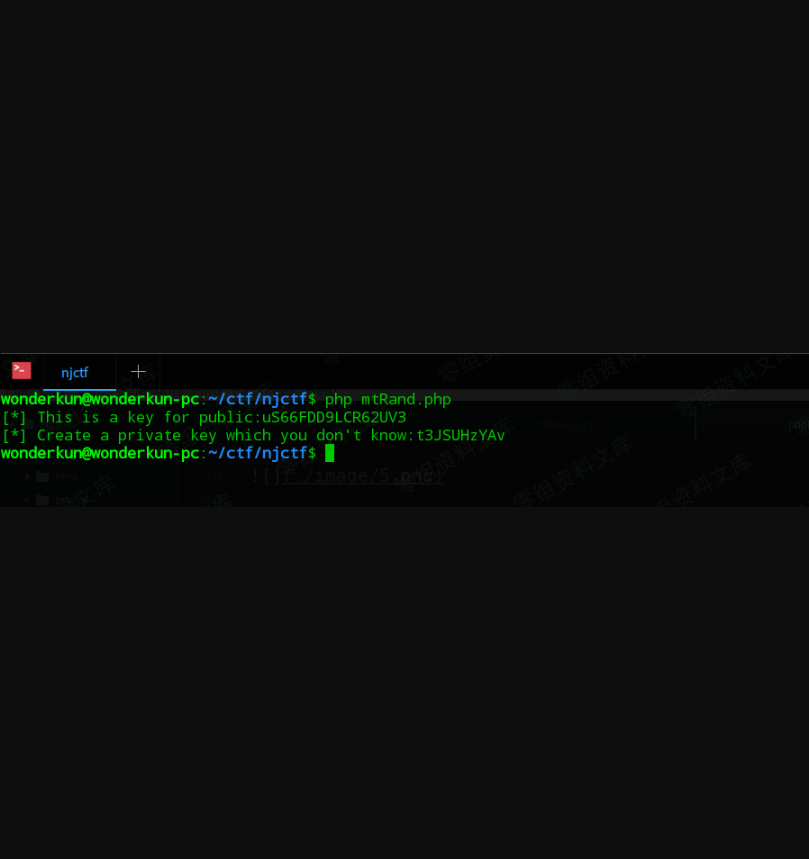 njctf
wonderkun@wonderkun-pc:~/ctf/njctf$ php mtRand.php
[*] This is a key for public:uS66FDD9LCR62UV3
[*] Create a private key which you don't know:t3JSUHzYAv
wonderkun@wonderkun-pc:~/ctf/njctf$
![](./image/5.png)
零组资料文库